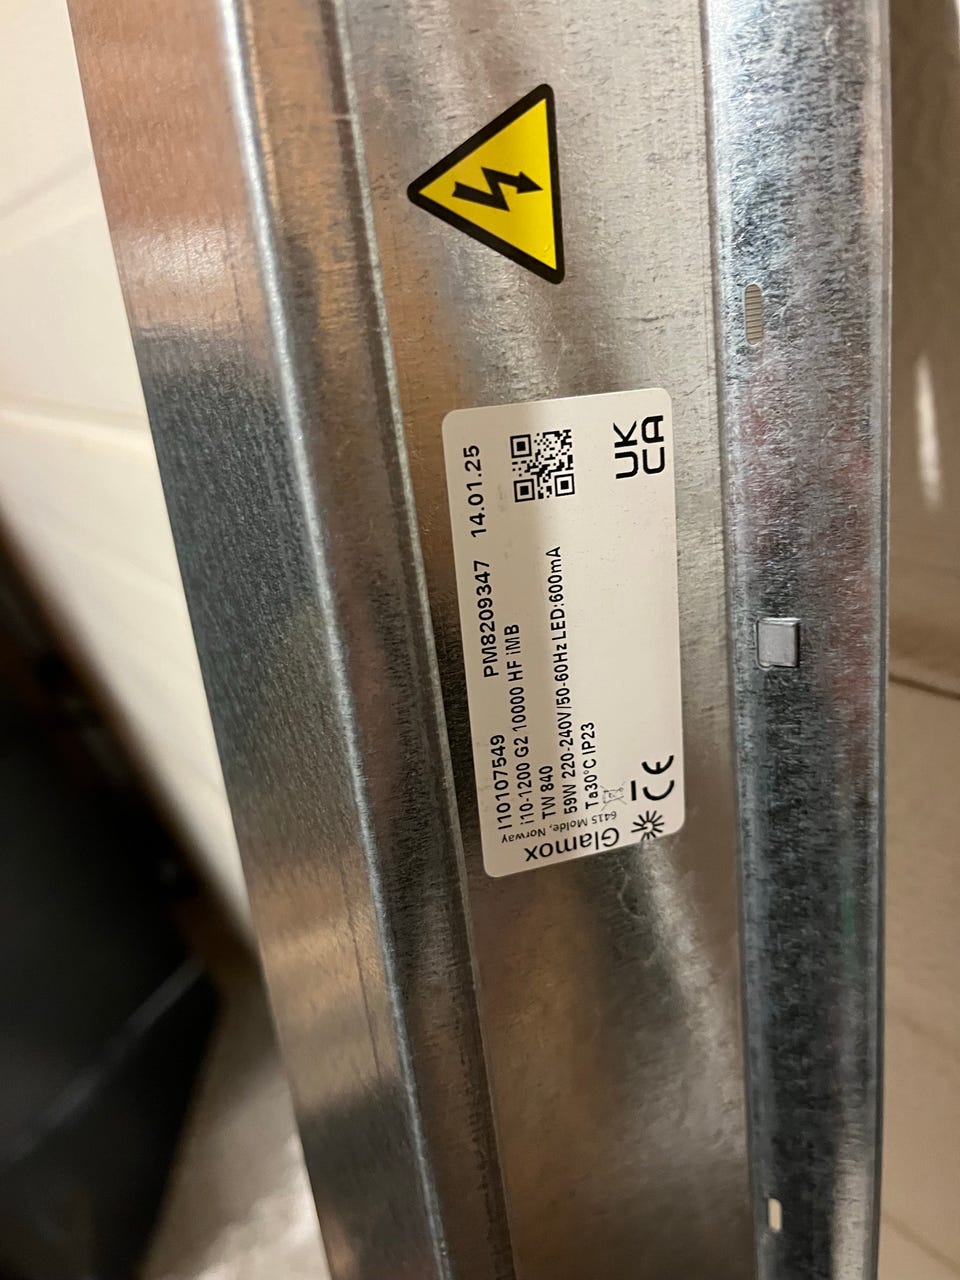 I10107549 PM8209347 14.01.25
i10-1200 G2 10000 HF iMB
TW 840
59W 220-240V/50-60Hz LED:600mA
Ta30°C IP23
CE
UK
CA
Glamox
6415 Molde, Norway